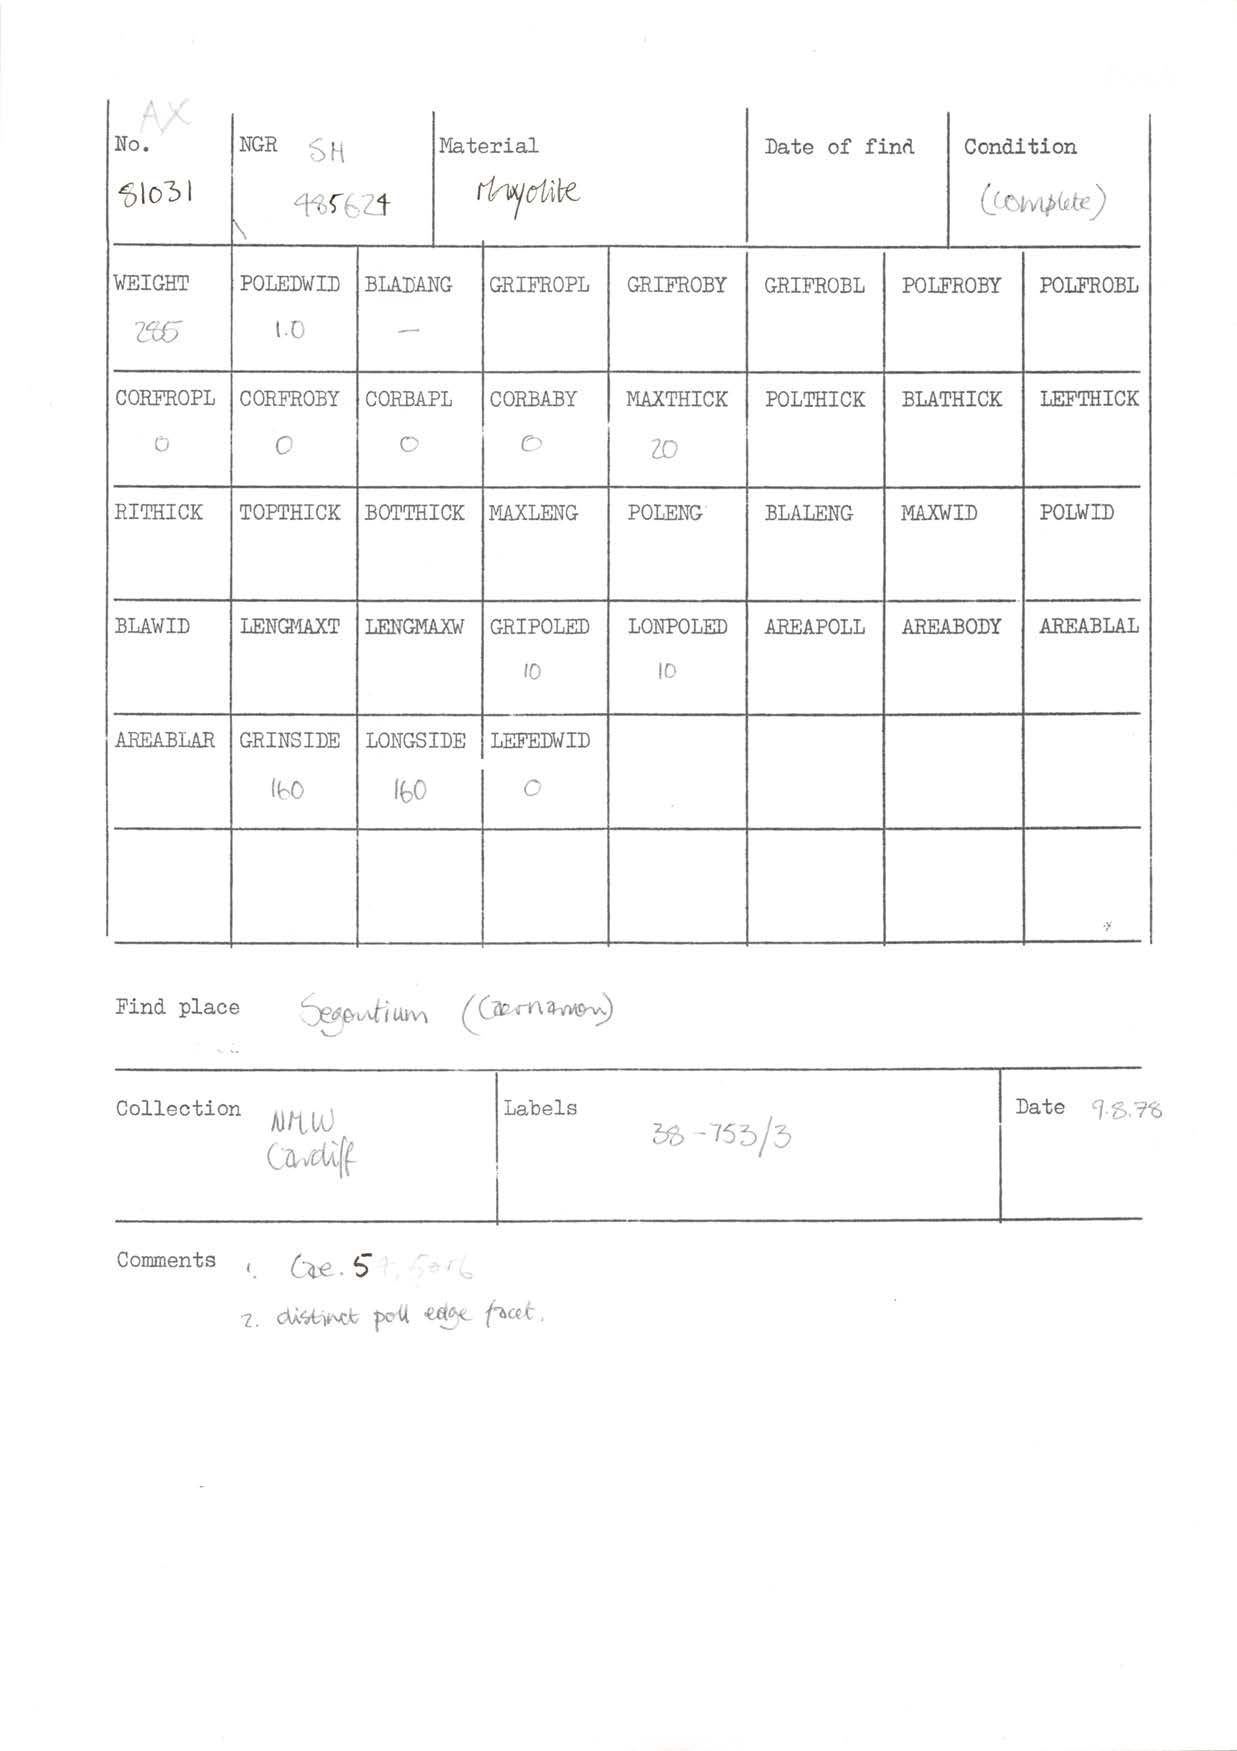 AX
No. NGR SH Material Date of find Condition
81031 485624 rhyolite (complete)
WEIGHT POLEDWID BLADANG GRIFROPL GRIFROBY GRIFROBL POLFROBY POLFROBL
285 1.0 —
CORFROPL CORFROBY CORBAPL CORBABY MAXTHICK POLTHICK BLATHICK LEFTHICK
0 0 0 0 20
RITHICK TOPTHICK BOTTHICK MAXLENG POLENG BLALENG MAXWID POLWID
BLAWID LENGMAXT LENGMAXW GRIPOLED LONPOLED AREAPOLL AREABODY AREABLAL
10 10
AREABLAR GRINSIDE LONGSIDE LEFEDWID
160 160 0
Find place Segontium (Caernarvon)
Collection NMW Labels Date 9.8.78
Cardiff 38-753/3
Comments 1. Cae. 5
2. distinct poll edge facet.